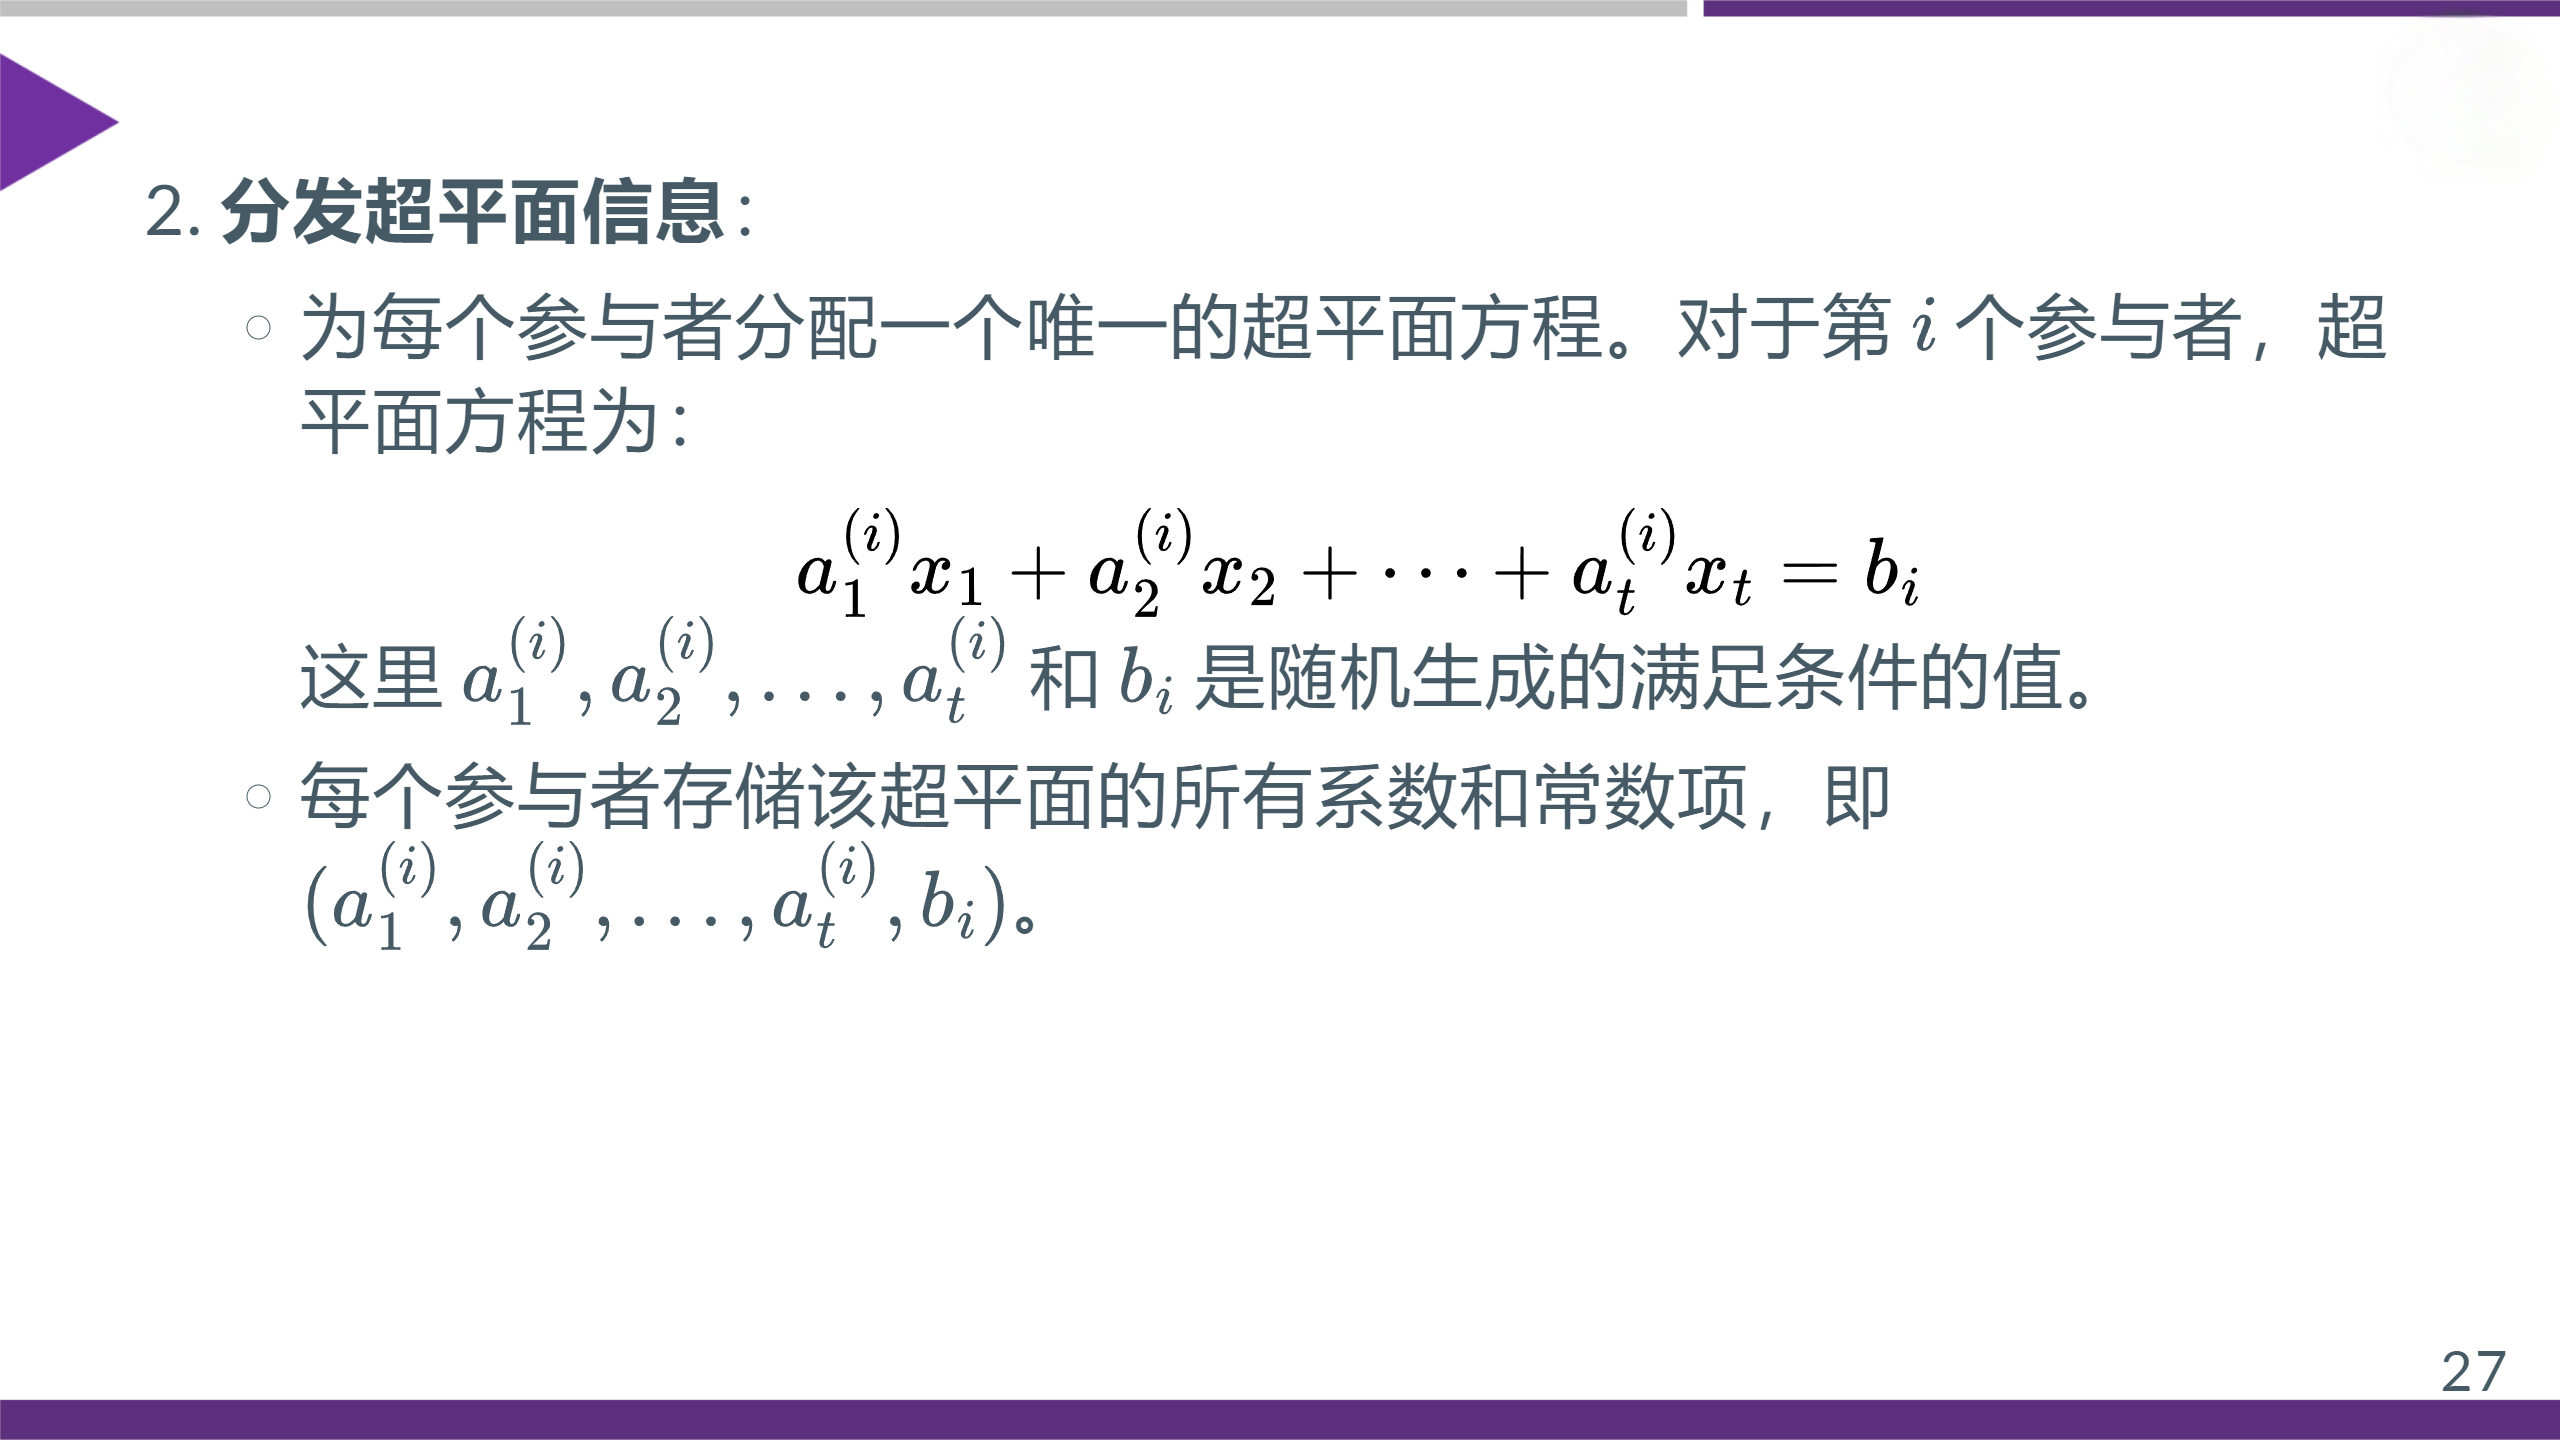 2. 分发超平面信息：
○ 为每个参与者分配一个唯一的超平面方程。对于第 i 个参与者，超
平面方程为：
a_1^{(i)} x_1 + a_2^{(i)} x_2 + ⋯ + a_t^{(i)} x_t = b_i
这里 a_1^{(i)}, a_2^{(i)}, ..., a_t^{(i)} 和 b_i 是随机生成的满足条件的值。
○ 每个参与者存储该超平面的所有系数和常数项，即
(a_1^{(i)}, a_2^{(i)}, ..., a_t^{(i)}, b_i)。
27